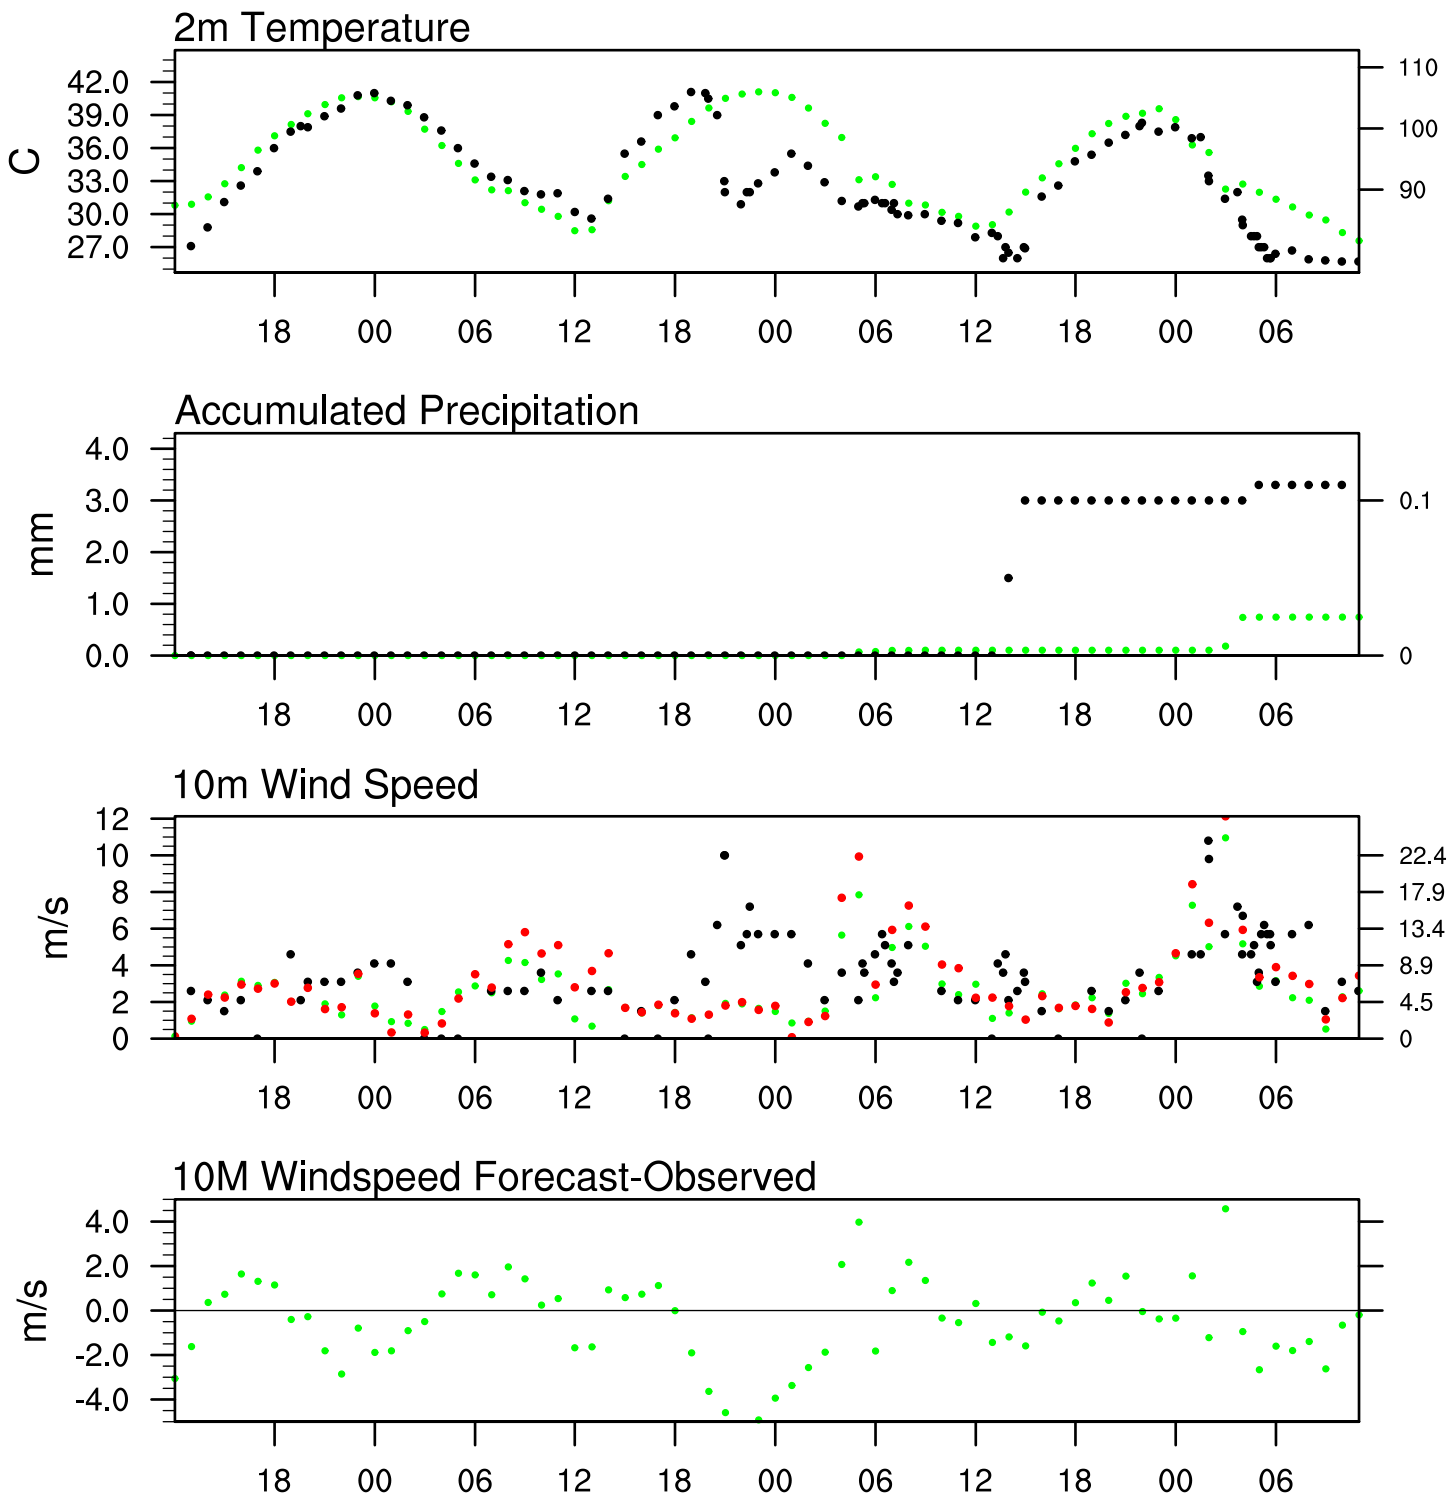 2m Temperature
C
42.0
39.0
36.0
33.0
30.0
27.0
110
100
90
18 00 06 12 18 00 06 12 18 00 06
Accumulated Precipitation
mm
4.0
3.0
2.0
1.0
0.0
0.1
0
18 00 06 12 18 00 06 12 18 00 06
10m Wind Speed
m/s
12
10
8
6
4
2
0
22.4
17.9
13.4
8.9
4.5
0
18 00 06 12 18 00 06 12 18 00 06
10M Windspeed Forecast-Observed
m/s
4.0
2.0
0.0
-2.0
-4.0
18 00 06 12 18 00 06 12 18 00 06